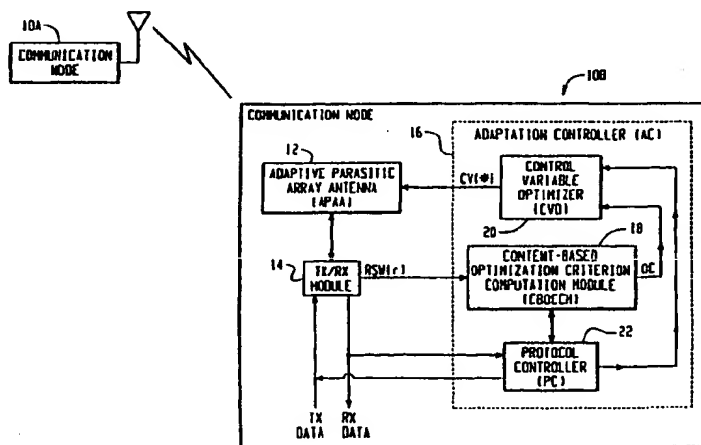 10A
COMMUNICATION
NODE
10B
COMMUNICATION NODE
16
ADAPTATION CONTROLLER (AC)
12
ADAPTIVE PARASITIC
ARRAY ANTENNA
(APAA)
CV(*)
CONTROL
VARIABLE
OPTIMIZER
(CVO)
20
18
14
TX/RX
MODULE
RSW(r)
CONTENT-BASED
OPTIMIZATION CRITERION
COMPUTATION MODULE
(CBOCCM)
OC
22
PROTOCOL
CONTROLLER
(PC)
TX
DATA
RX
DATA